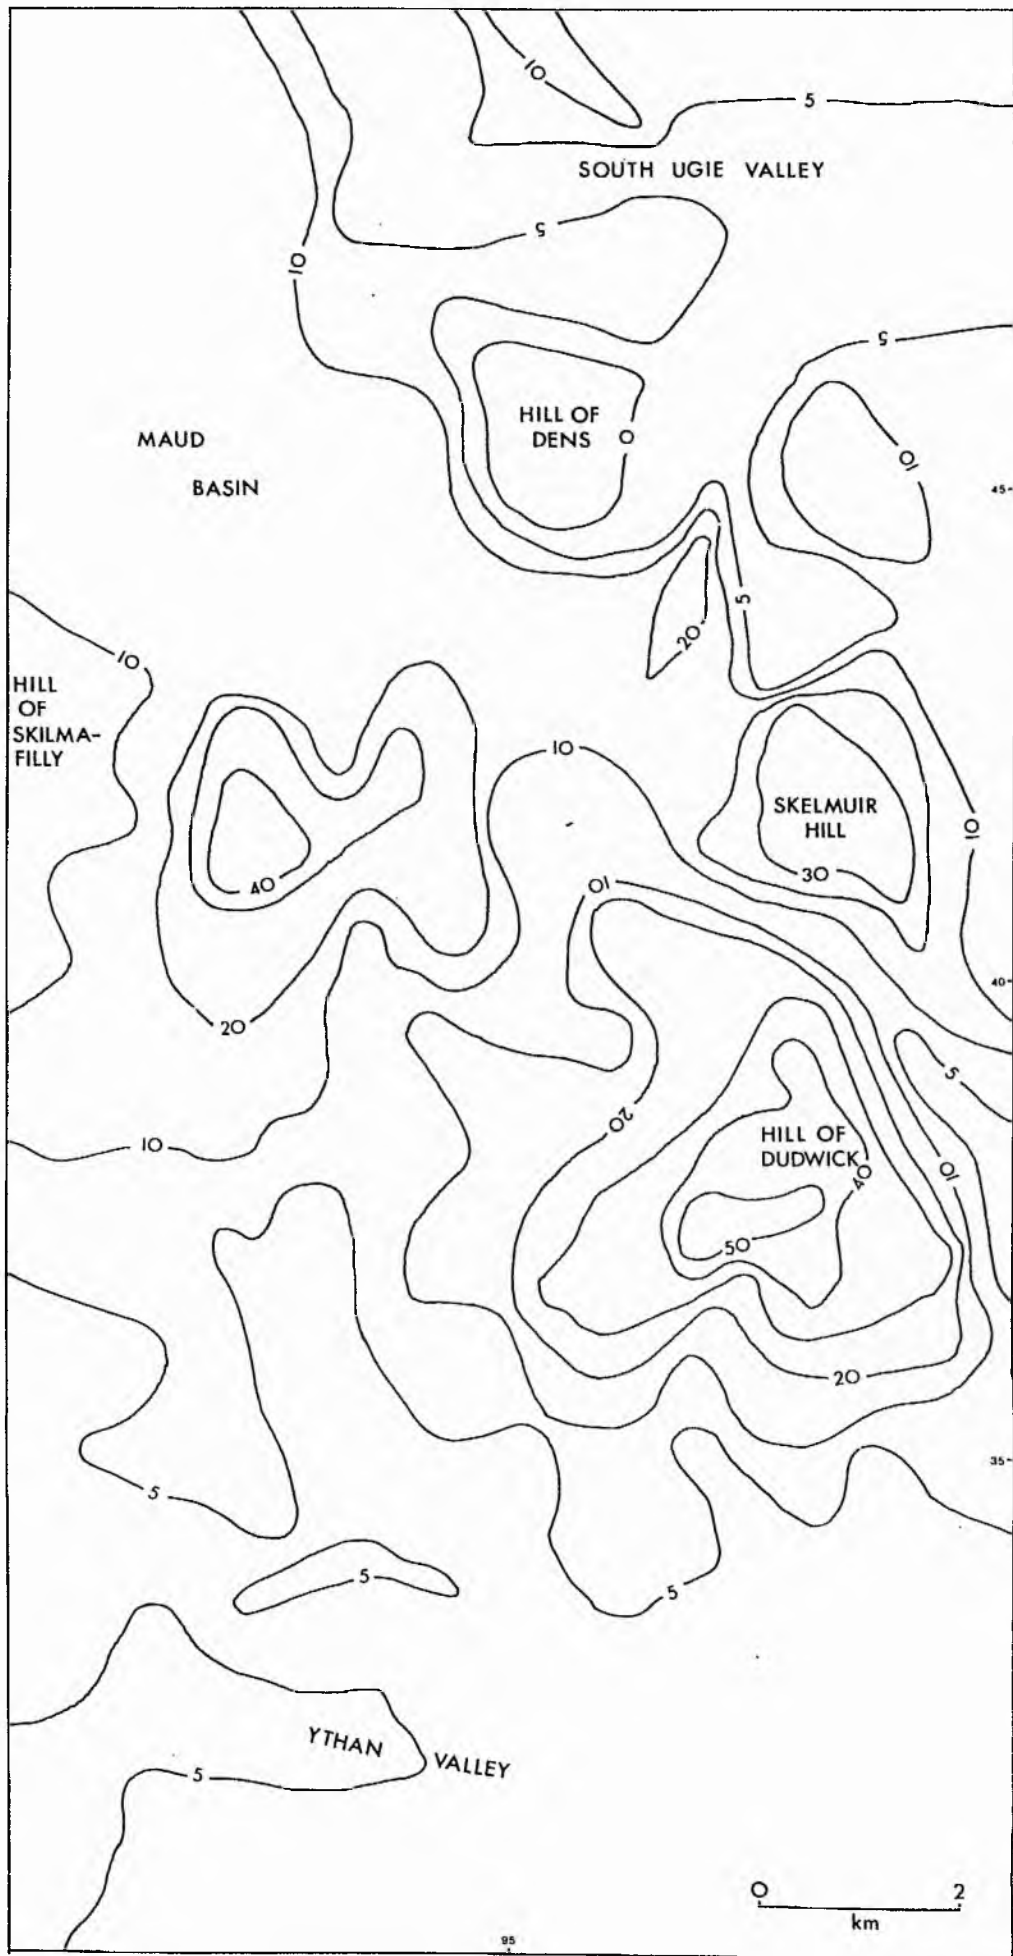 10
5
SOUTH UGIE VALLEY
5
10
5
HILL OF
DENS
0
MAUD
BASIN
10
45
5
20
10
HILL
OF
SKILMA-
FILLY
10
SKELMUIR
HILL
10
30
40
10
40
20
5
20
10
HILL OF
DUDWICK
40
10
50
20
35
5
5
5
YTHAN VALLEY
5
0 2
km
95